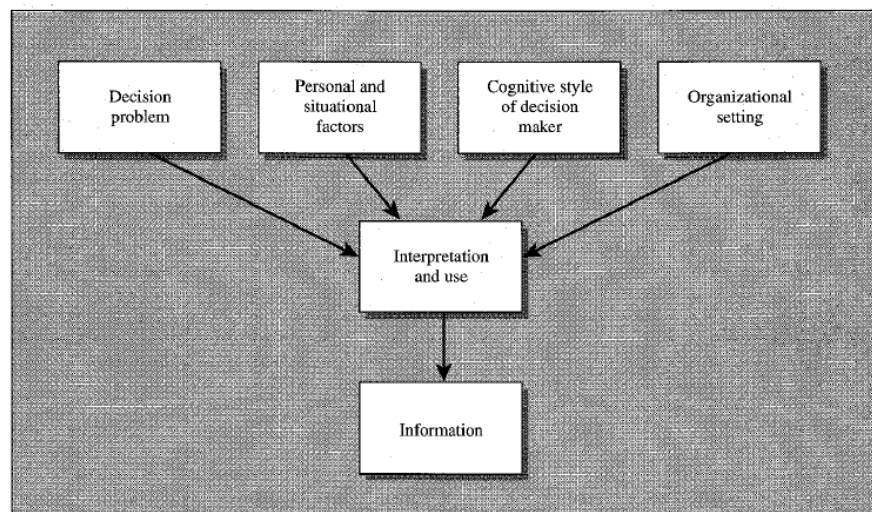 Decision
problem
Personal and
situational
factors
Cognitive style
of decision
maker
Organizational
setting
Interpretation
and use
Information